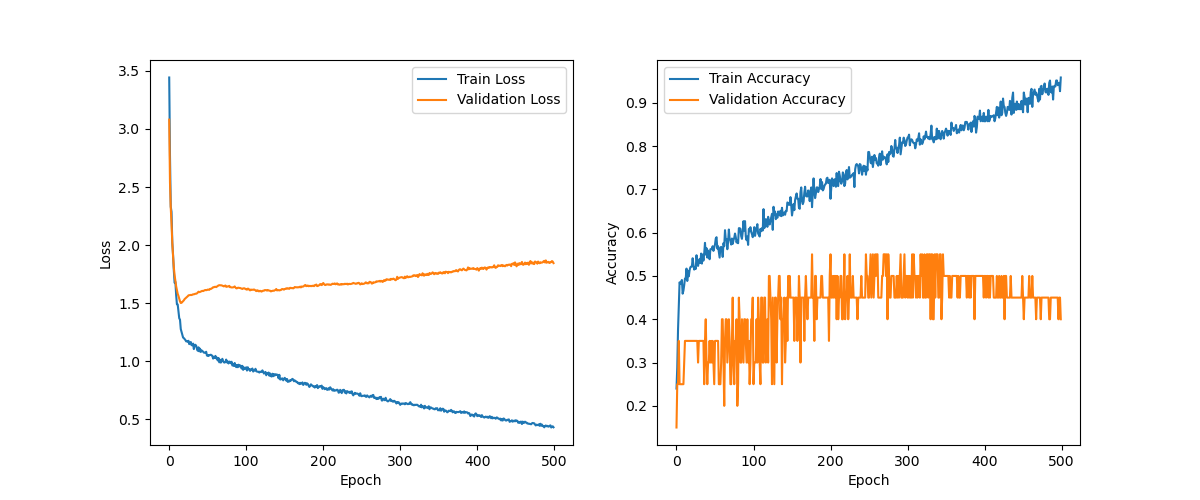 3.5
3.0
2.5
2.0
1.5
1.0
0.5
Loss
0 100 200 300 400 500
Epoch
Train Loss
Validation Loss
0.9
0.8
0.7
0.6
0.5
0.4
0.3
0.2
Accuracy
0 100 200 300 400 500
Epoch
Train Accuracy
Validation Accuracy